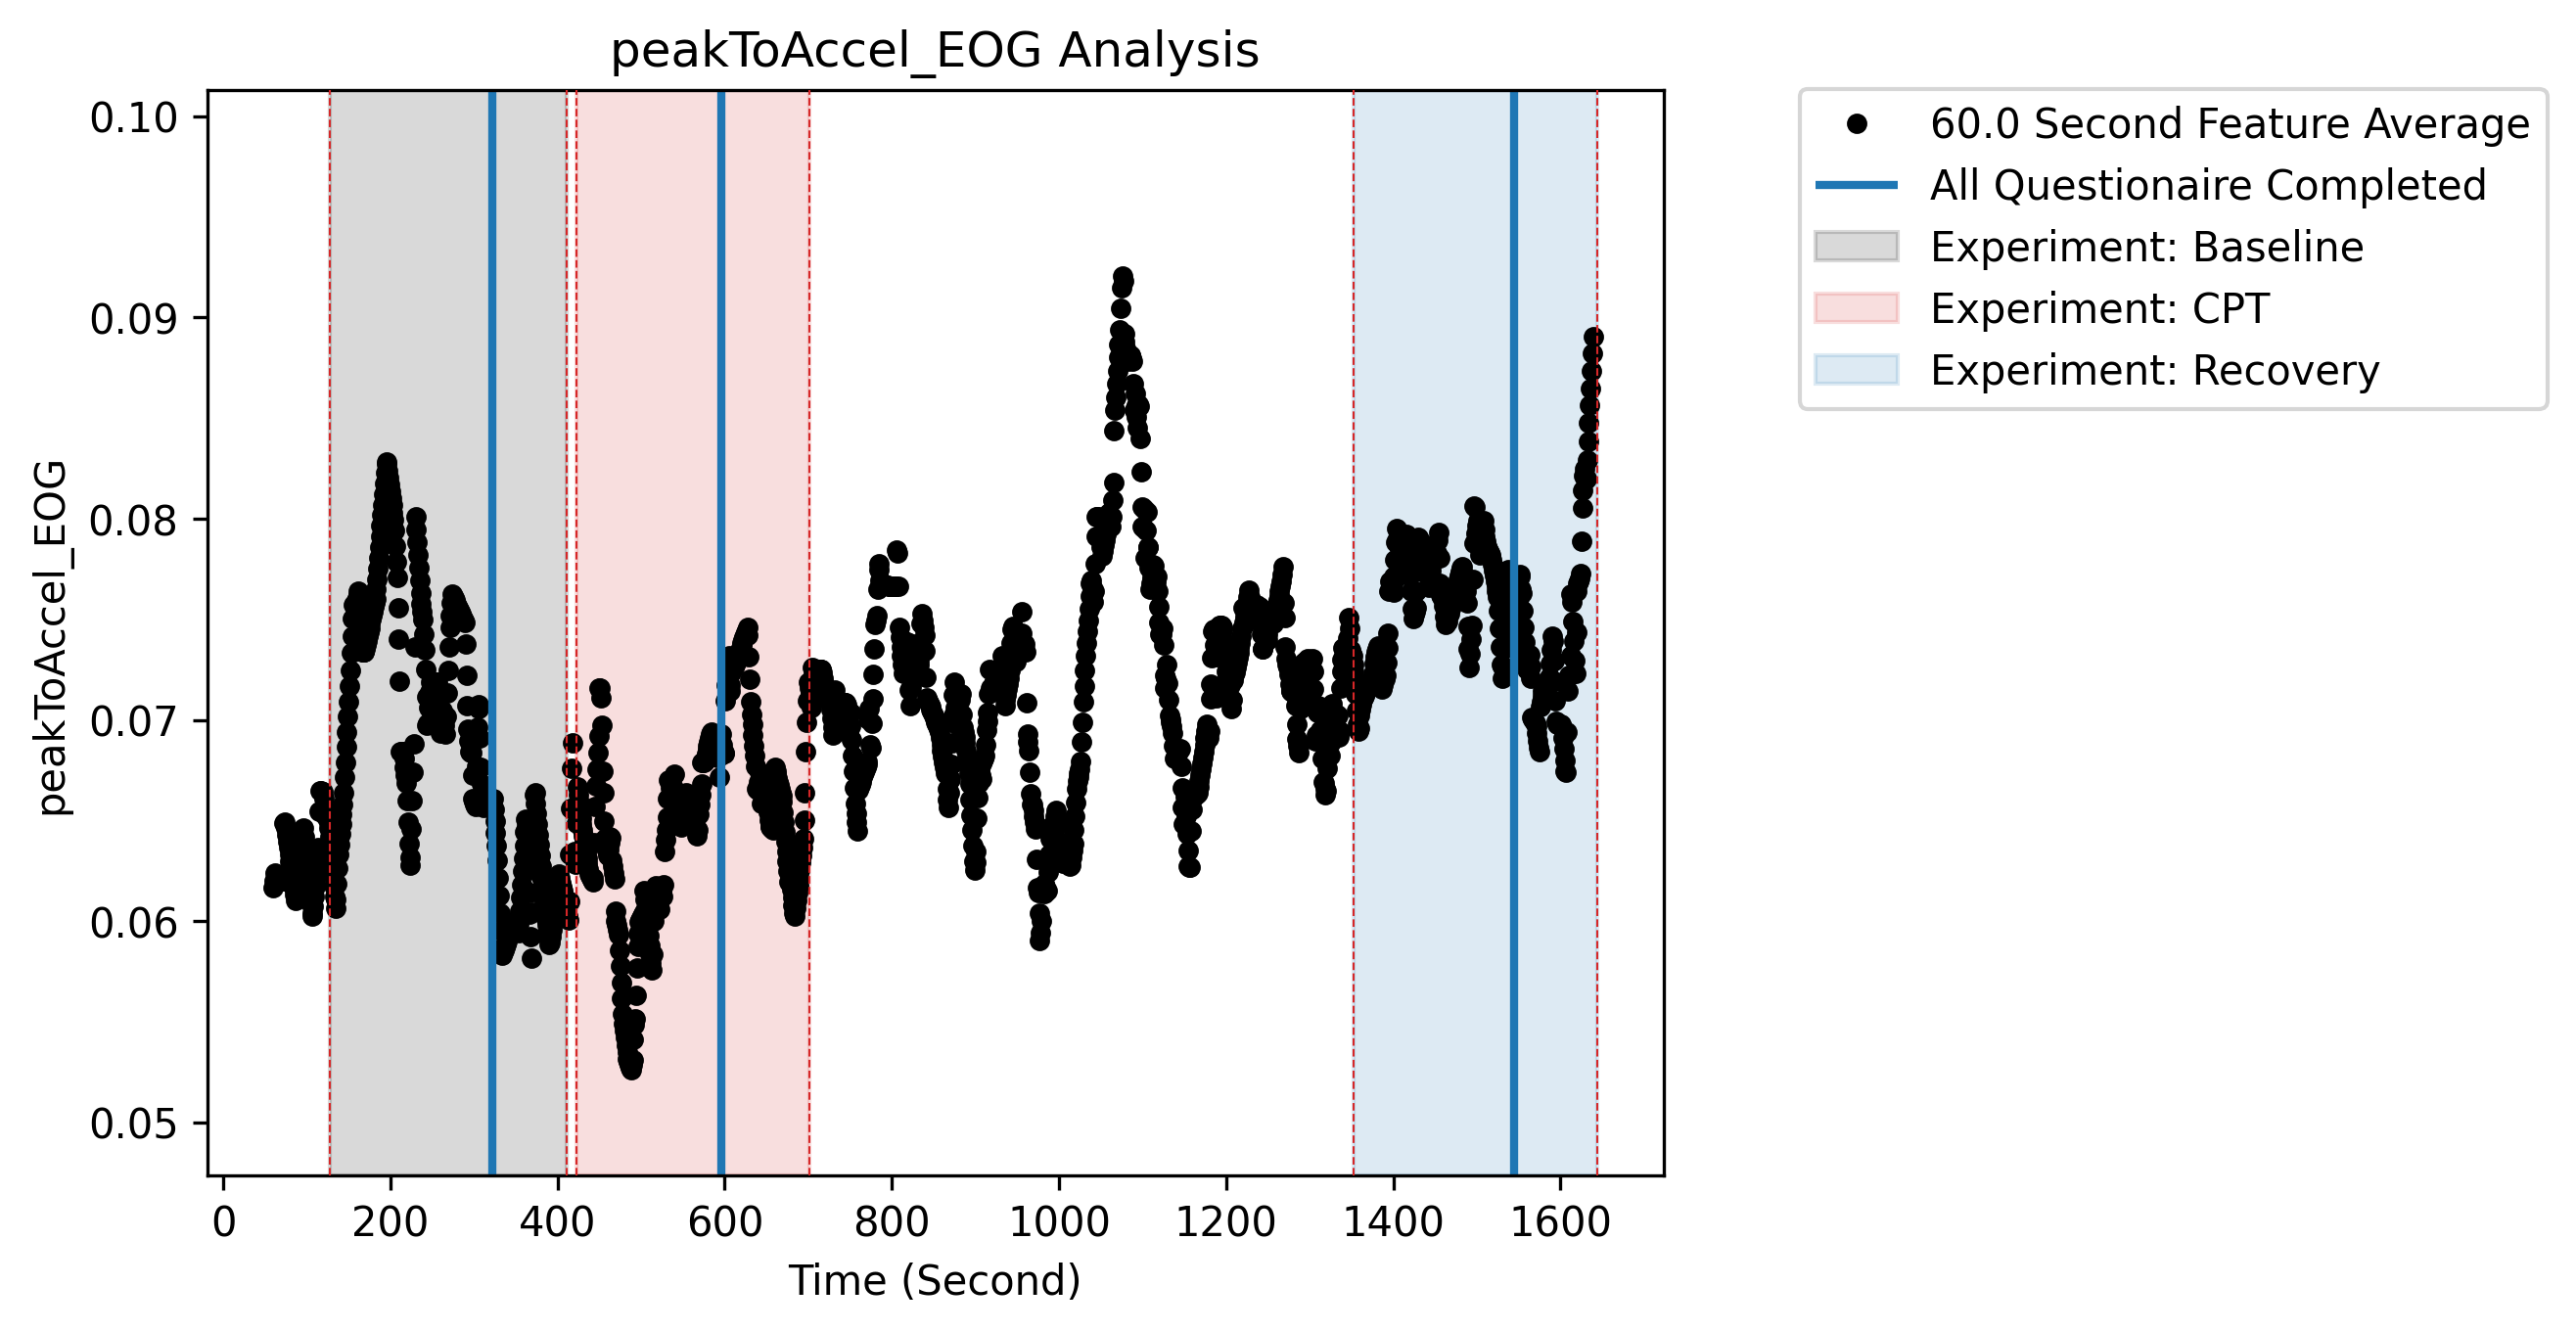 peakToAccel_EOG Analysis
peakToAccel_EOG
0.10
0.09
0.08
0.07
0.06
0.05
0 200 400 600 800 1000 1200 1400 1600
Time (Second)
60.0 Second Feature Average
All Questionaire Completed
Experiment: Baseline
Experiment: CPT
Experiment: Recovery